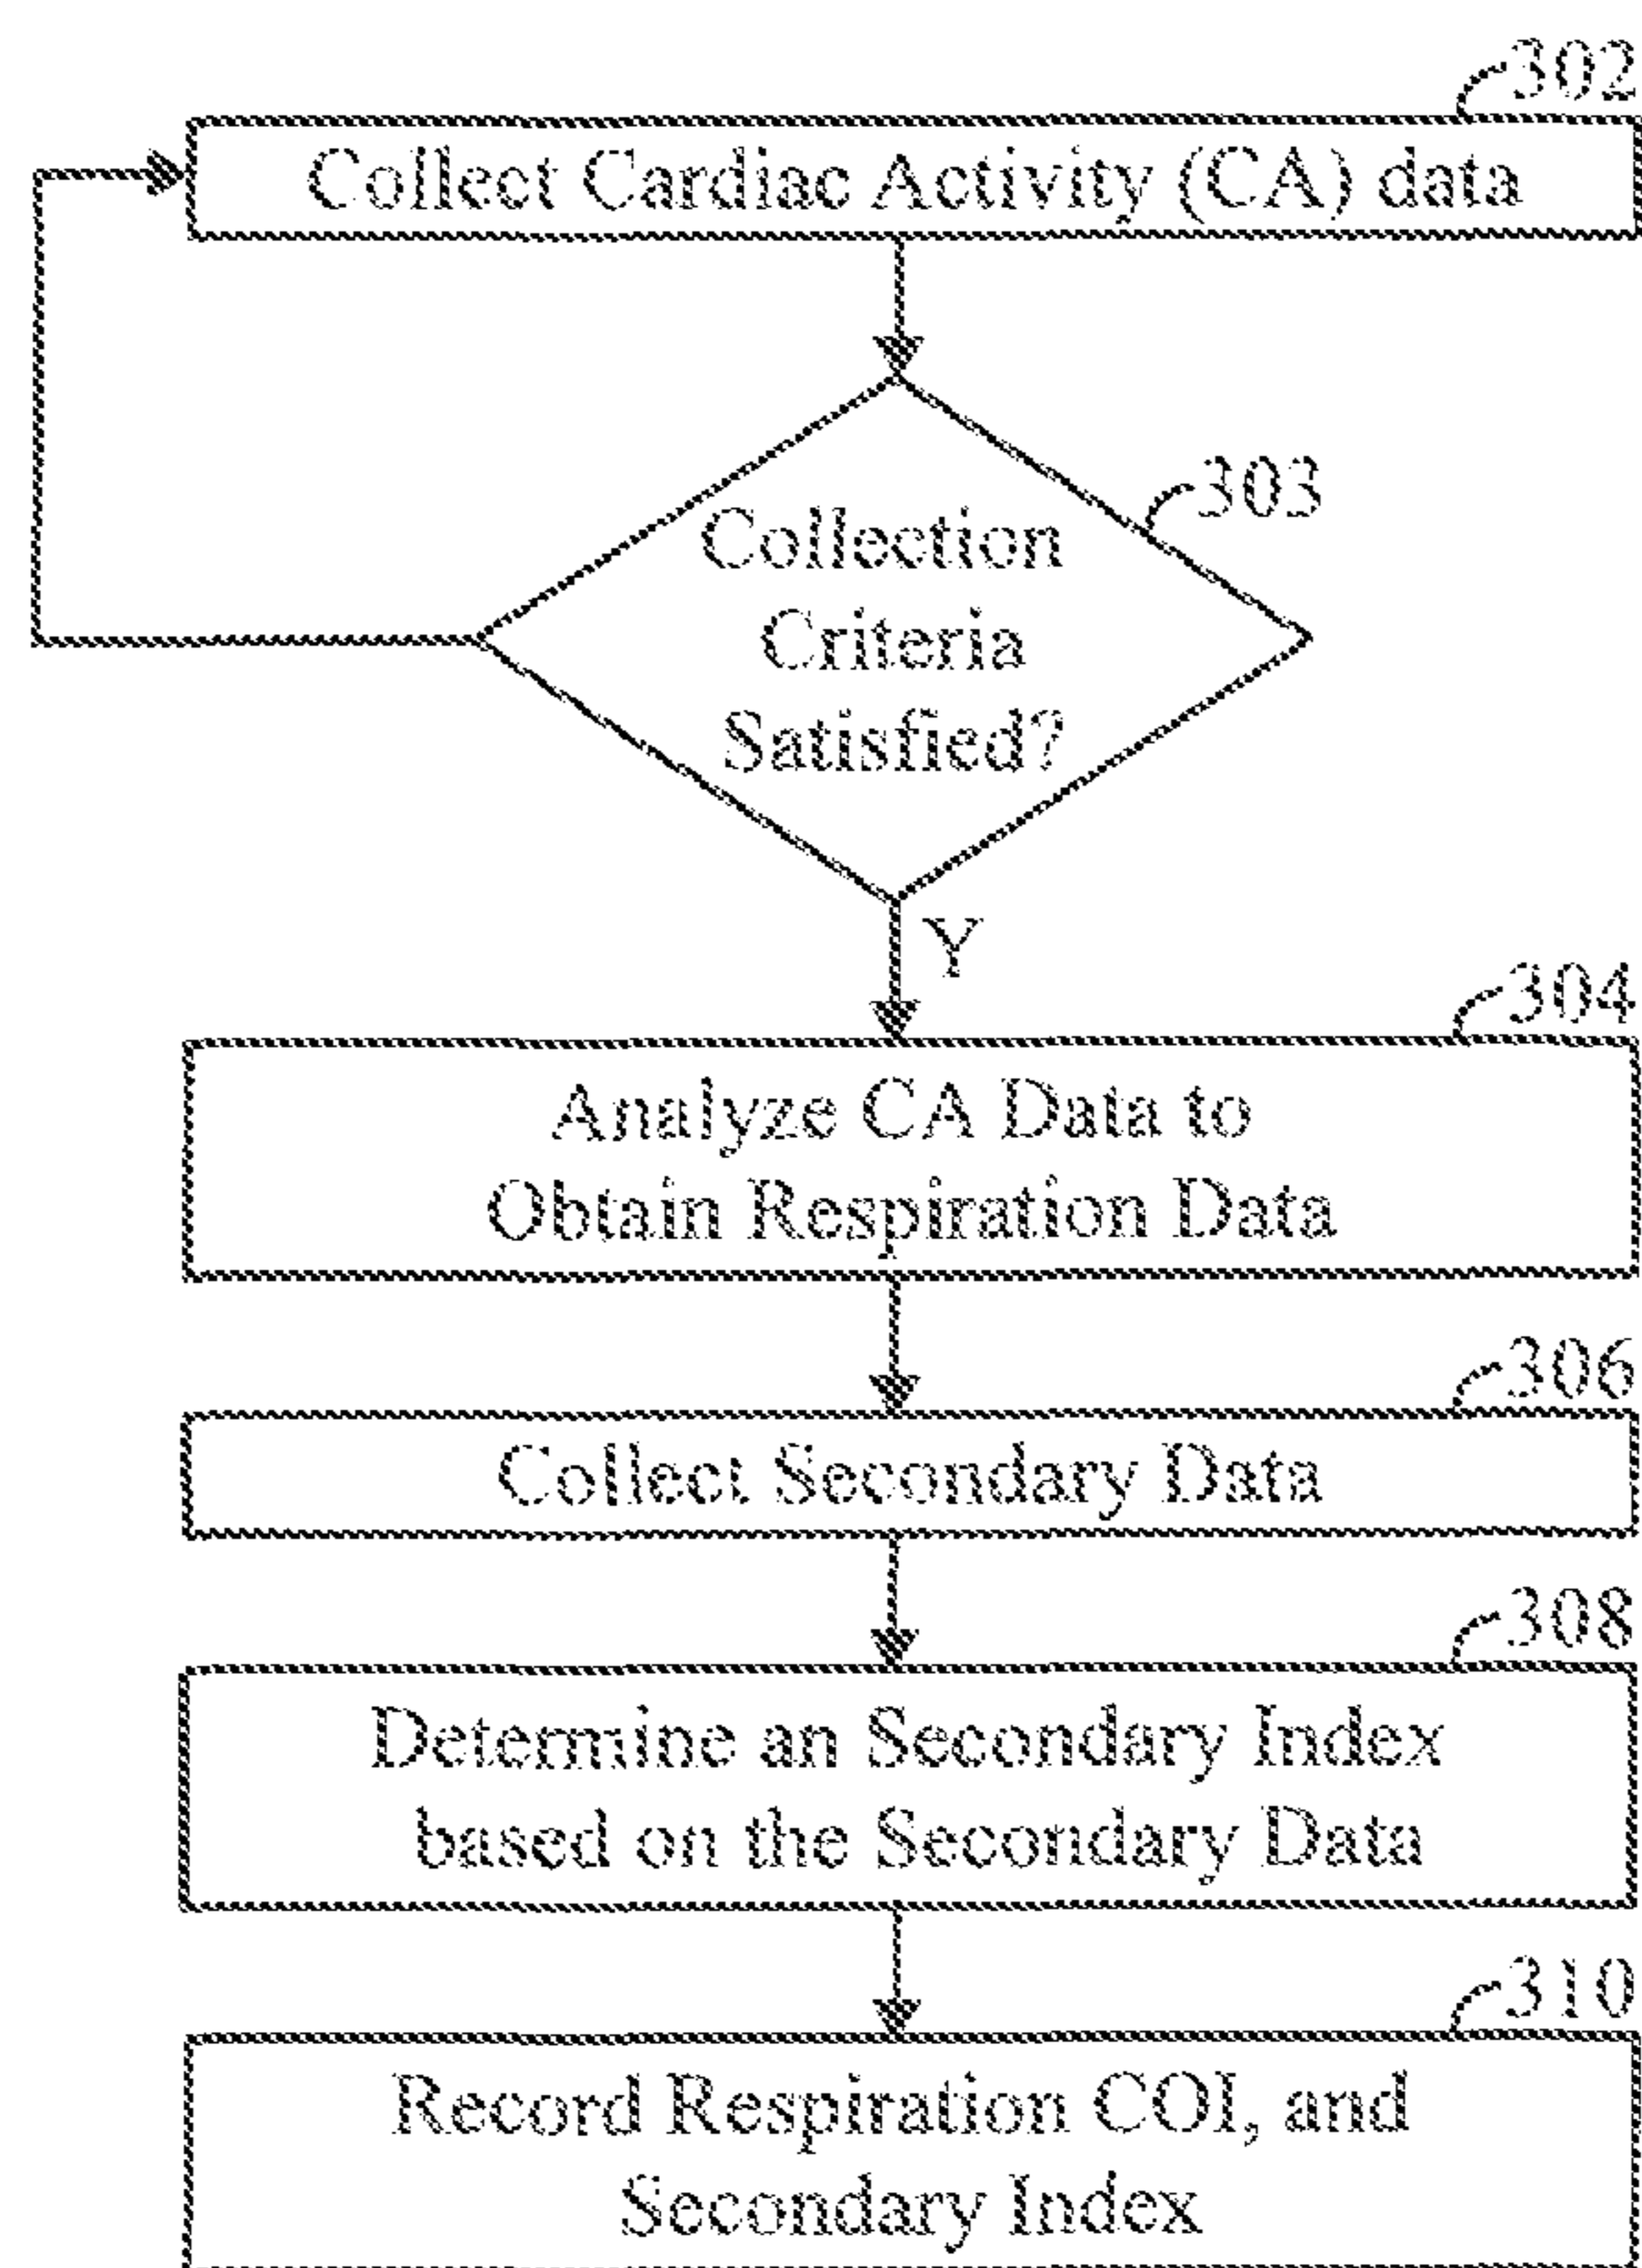 302
Collect Cardiac Activity (CA) data
303
Collection
Criteria
Satisfied?
Y
304
Analyze CA Data to
Obtain Respiration Data
306
Collect Secondary Data
308
Determine an Secondary Index
based on the Secondary Data
310
Record Respiration COI, and
Secondary Index